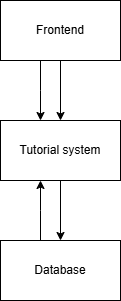 Frontend
Tutorial system
Database